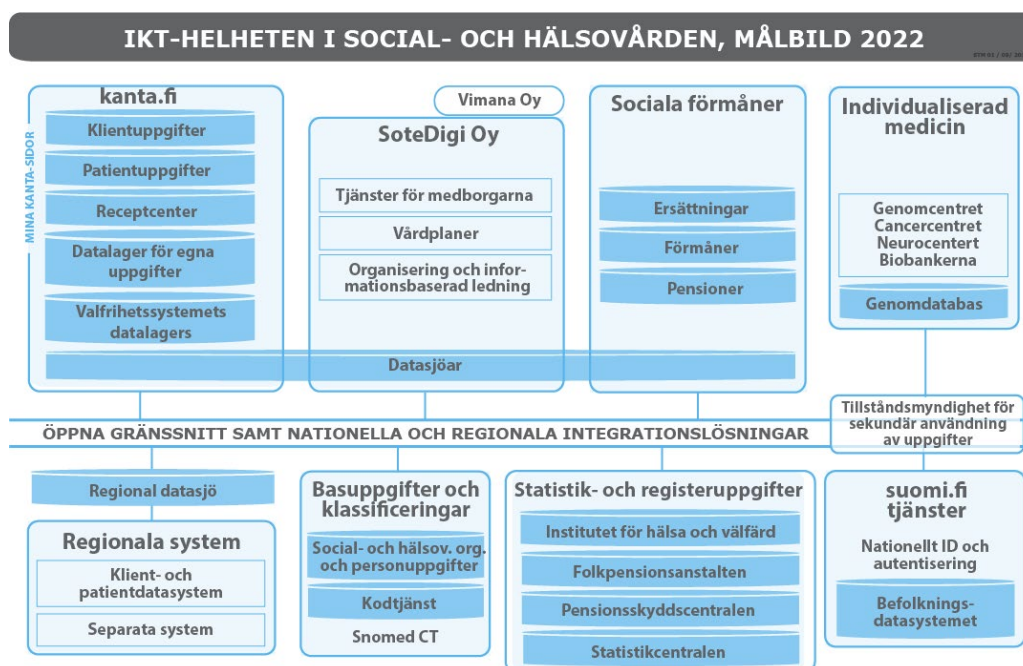 IKT-HELHETEN I SOCIAL- OCH HÄLSOVÅRDEN, MÅLBILD 2022
kanta.fi
MINA KANTA-SIDOR
Klientuppgifter
Patientuppgifter
Receptcenter
Datalager för egna
uppgifter
Valfrihetssystemets
datalagers
Vimana Oy
SoteDigi Oy
Tjänster för medborgarna
Vårdplaner
Organisering och infor-
mationsbaserad ledning
Sociala förmåner
Ersättningar
Förmåner
Pensioner
Individualiserad
medicin
Genomcentret
Cancercentret
Neurocentert
Biobankerna
Genomdatabas
Datasjöar
Tillståndsmyndighet för
sekundär användning
av uppgifter
ÖPPNA GRÄNSSNITT SAMT NATIONELLA OCH REGIONALA INTEGRATIONSLÖSNINGAR
Regional datasjö
Regionala system
Klient- och
patientdatasystem
Separata system
Basuppgifter och
klassificeringar
Social- och hälsov. org.
och personuppgifter
Kodtjänst
Snomed CT
Statistik- och registeruppgifter
Institutet för hälsa och välfärd
Folkpensionsanstalten
Pensionsskyddscentralen
Statistikcentralen
suomi.fi
tjänster
Nationellt ID och
autentisering
Befolknings-
datasystemet